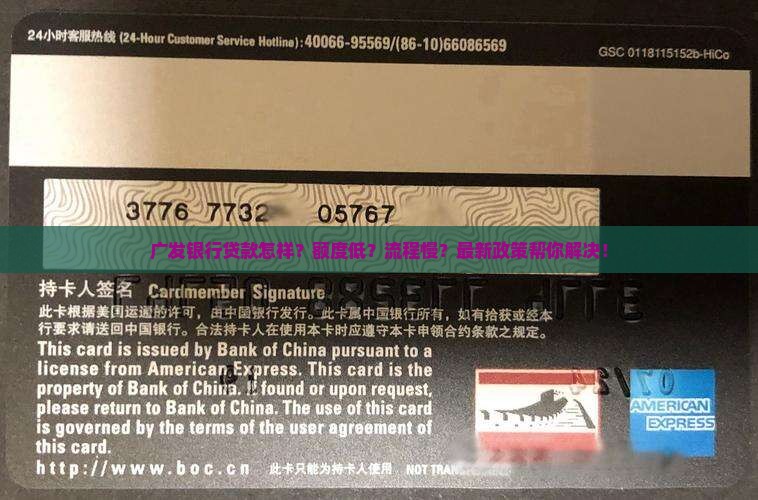 24小时客服热线 (24-Hour Customer Service Hotline):40066-95569/(86-10)66086569
GSC 0118115152b-HiCo
3776 7732 05767
广发银行贷款怎样？额度低？流程慢？最新政策帮你解决！
持卡人签名 Cardmember Signature
此卡根据美国运通的许可，由中国银行发行。此卡属中国银行所有，如有拾获或经本
行要求请送回中国银行。合法持卡人在使用本卡时应遵守本卡申领合约条款之规定。
This card is issued by Bank of China pursuant to a
license from American Express. This card is the
property of Bank of China. If found or upon request,
please return to Bank of China. The use of this card
is governed by the terms of the user agreement of
this card.
AMERICAN
EXPRESS
http://www.boc.cn 此卡只能为持卡人使用 NOT